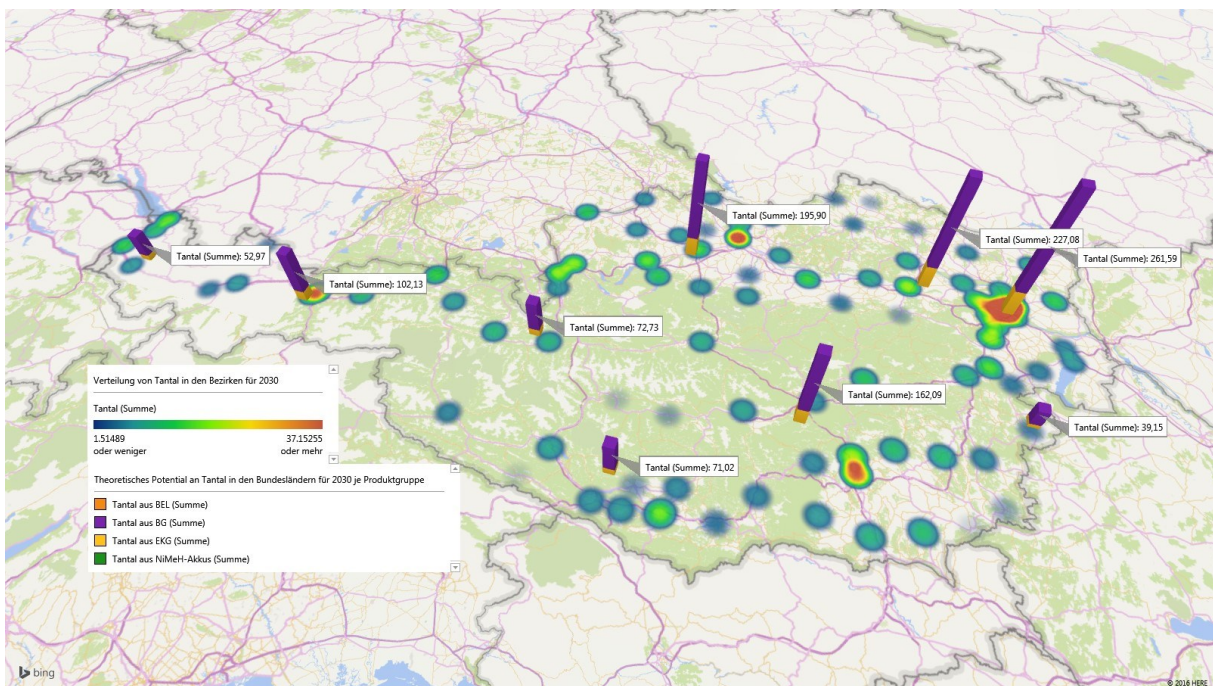 Tantal (Summe): 195,90
Tantal (Summe): 227,08
Tantal (Summe): 52,97
Tantal (Summe): 261,59
Tantal (Summe): 102,13
Tantal (Summe): 72,73
Verteilung von Tantal in den Bezirken für 2030
Tantal (Summe)
1.51489
oder weniger
37.15255
oder mehr
Tantal (Summe): 162,09
Tantal (Summe): 39,15
Tantal (Summe): 71,02
Theoretisches Potential an Tantal in den Bundesländern für 2030 je Produktgruppe
Tantal aus BEL (Summe)
Tantal aus BG (Summe)
Tantal aus EKG (Summe)
Tantal aus NiMeH-Akkus (Summe)
bing
© 2016 HERE